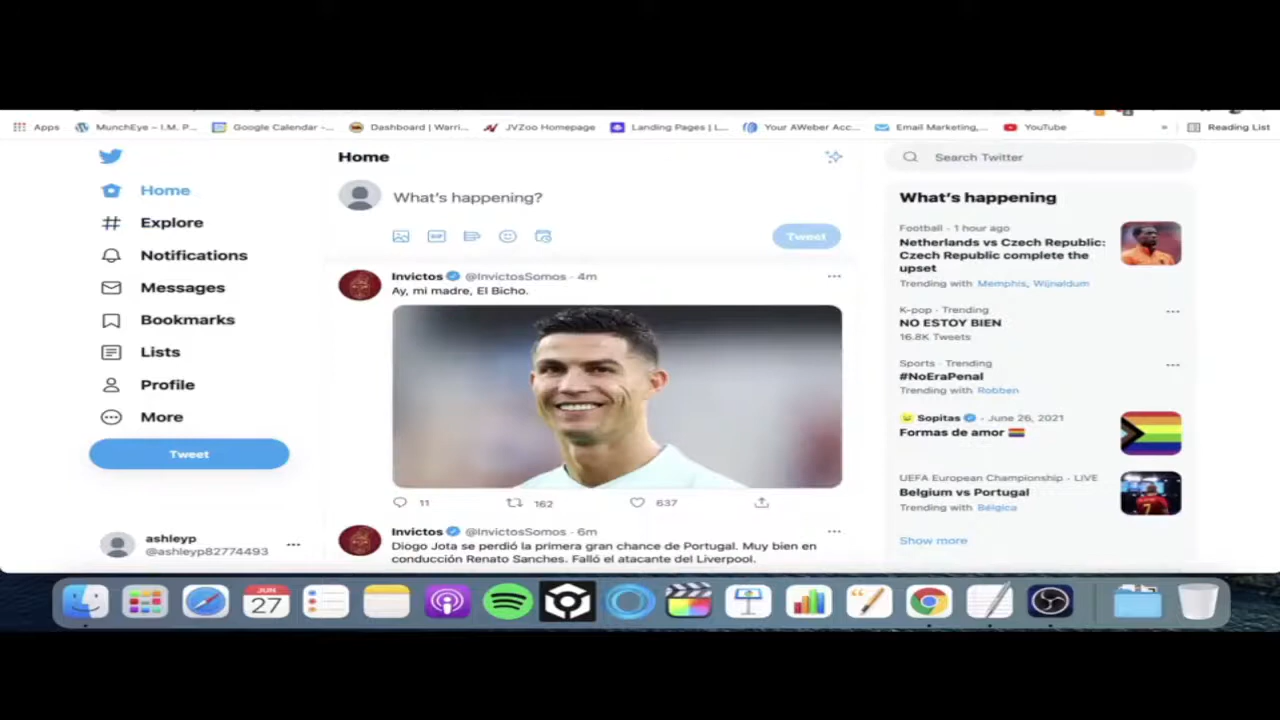 Apps
MunchEye – I.M. P...
Google Calendar -...
Dashboard | Warri...
JVZoo Homepage
Landing Pages | L...
Your AWeber Acc...
Email Marketing,...
YouTube
»
Reading List
Home
Explore
Notifications
Messages
Bookmarks
Lists
Profile
More
Tweet
ashleyp
@ashleyp82774493
Home
What's happening?
GIF
Tweet
Invictos @InvictosSomos · 4m
Ay, mi madre, El Bicho.
11 162 637
Invictos @InvictosSomos · 6m
Diogo Jota se perdió la primera gran chance de Portugal. Muy bien en
conducción Renato Sanches. Falló el atacante del Liverpool.
Search Twitter
What's happening
Football · 1 hour ago
Netherlands vs Czech Republic:
Czech Republic complete the
upset
Trending with Memphis, Wijnaldum
K-pop · Trending
NO ESTOY BIEN
16.8K Tweets
Sports · Trending
#NoEraPenal
Trending with Robben
Sopitas · June 26, 2021
Formas de amor
UEFA European Championship · LIVE
Belgium vs Portugal
Trending with Bélgica
7
Show more
JUN
27